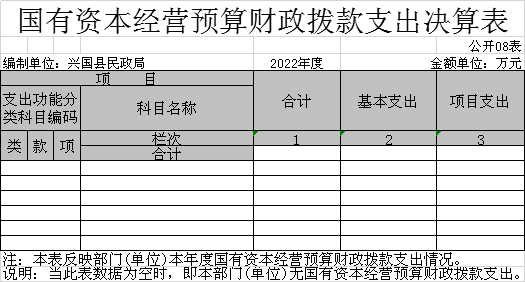 国有资本经营预算财政拨款支出决算表
公开08表
编制单位：兴国县民政局 2022年度 金额单位：万元
项 目 合计 基本支出 项目支出
支出功能分类科目编码 科目名称
类 款 项 栏次 1 2 3
合计
注：本表反映部门(单位)本年度国有资本经营预算财政拨款支出情况。
说明：当此表数据为空时，即本部门(单位)无国有资本经营预算财政拨款支出。